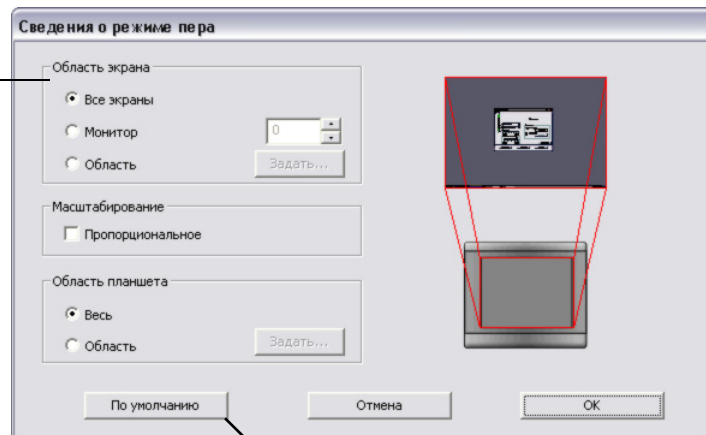 Сведения о режиме пера
Область экрана
Все экраны
Монитор
0
Область
Задать...
Масштабирование
Пропорциональное
Область планшета
Весь
Область
Задать...
По умолчанию
Отмена
OK